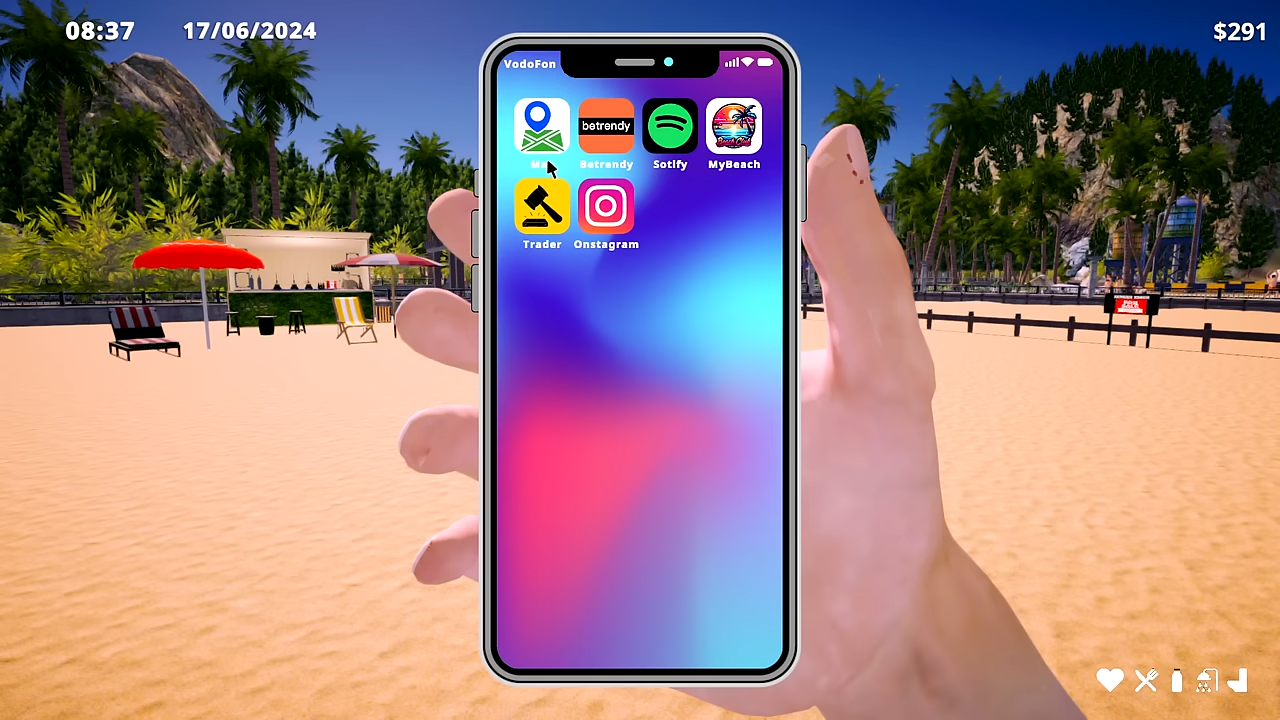 08:37 17/06/2024
$291
VodoFon
betrendy
Betrendy Sotify MyBeach
Trader Onstagram